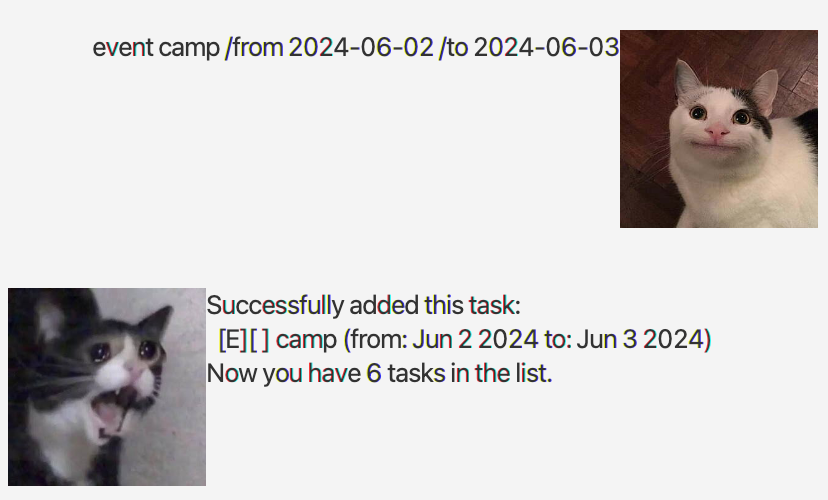 event camp /from 2024-06-02 /to 2024-06-03
Successfully added this task:
[E][ ] camp (from: Jun 2 2024 to: Jun 3 2024)
Now you have 6 tasks in the list.